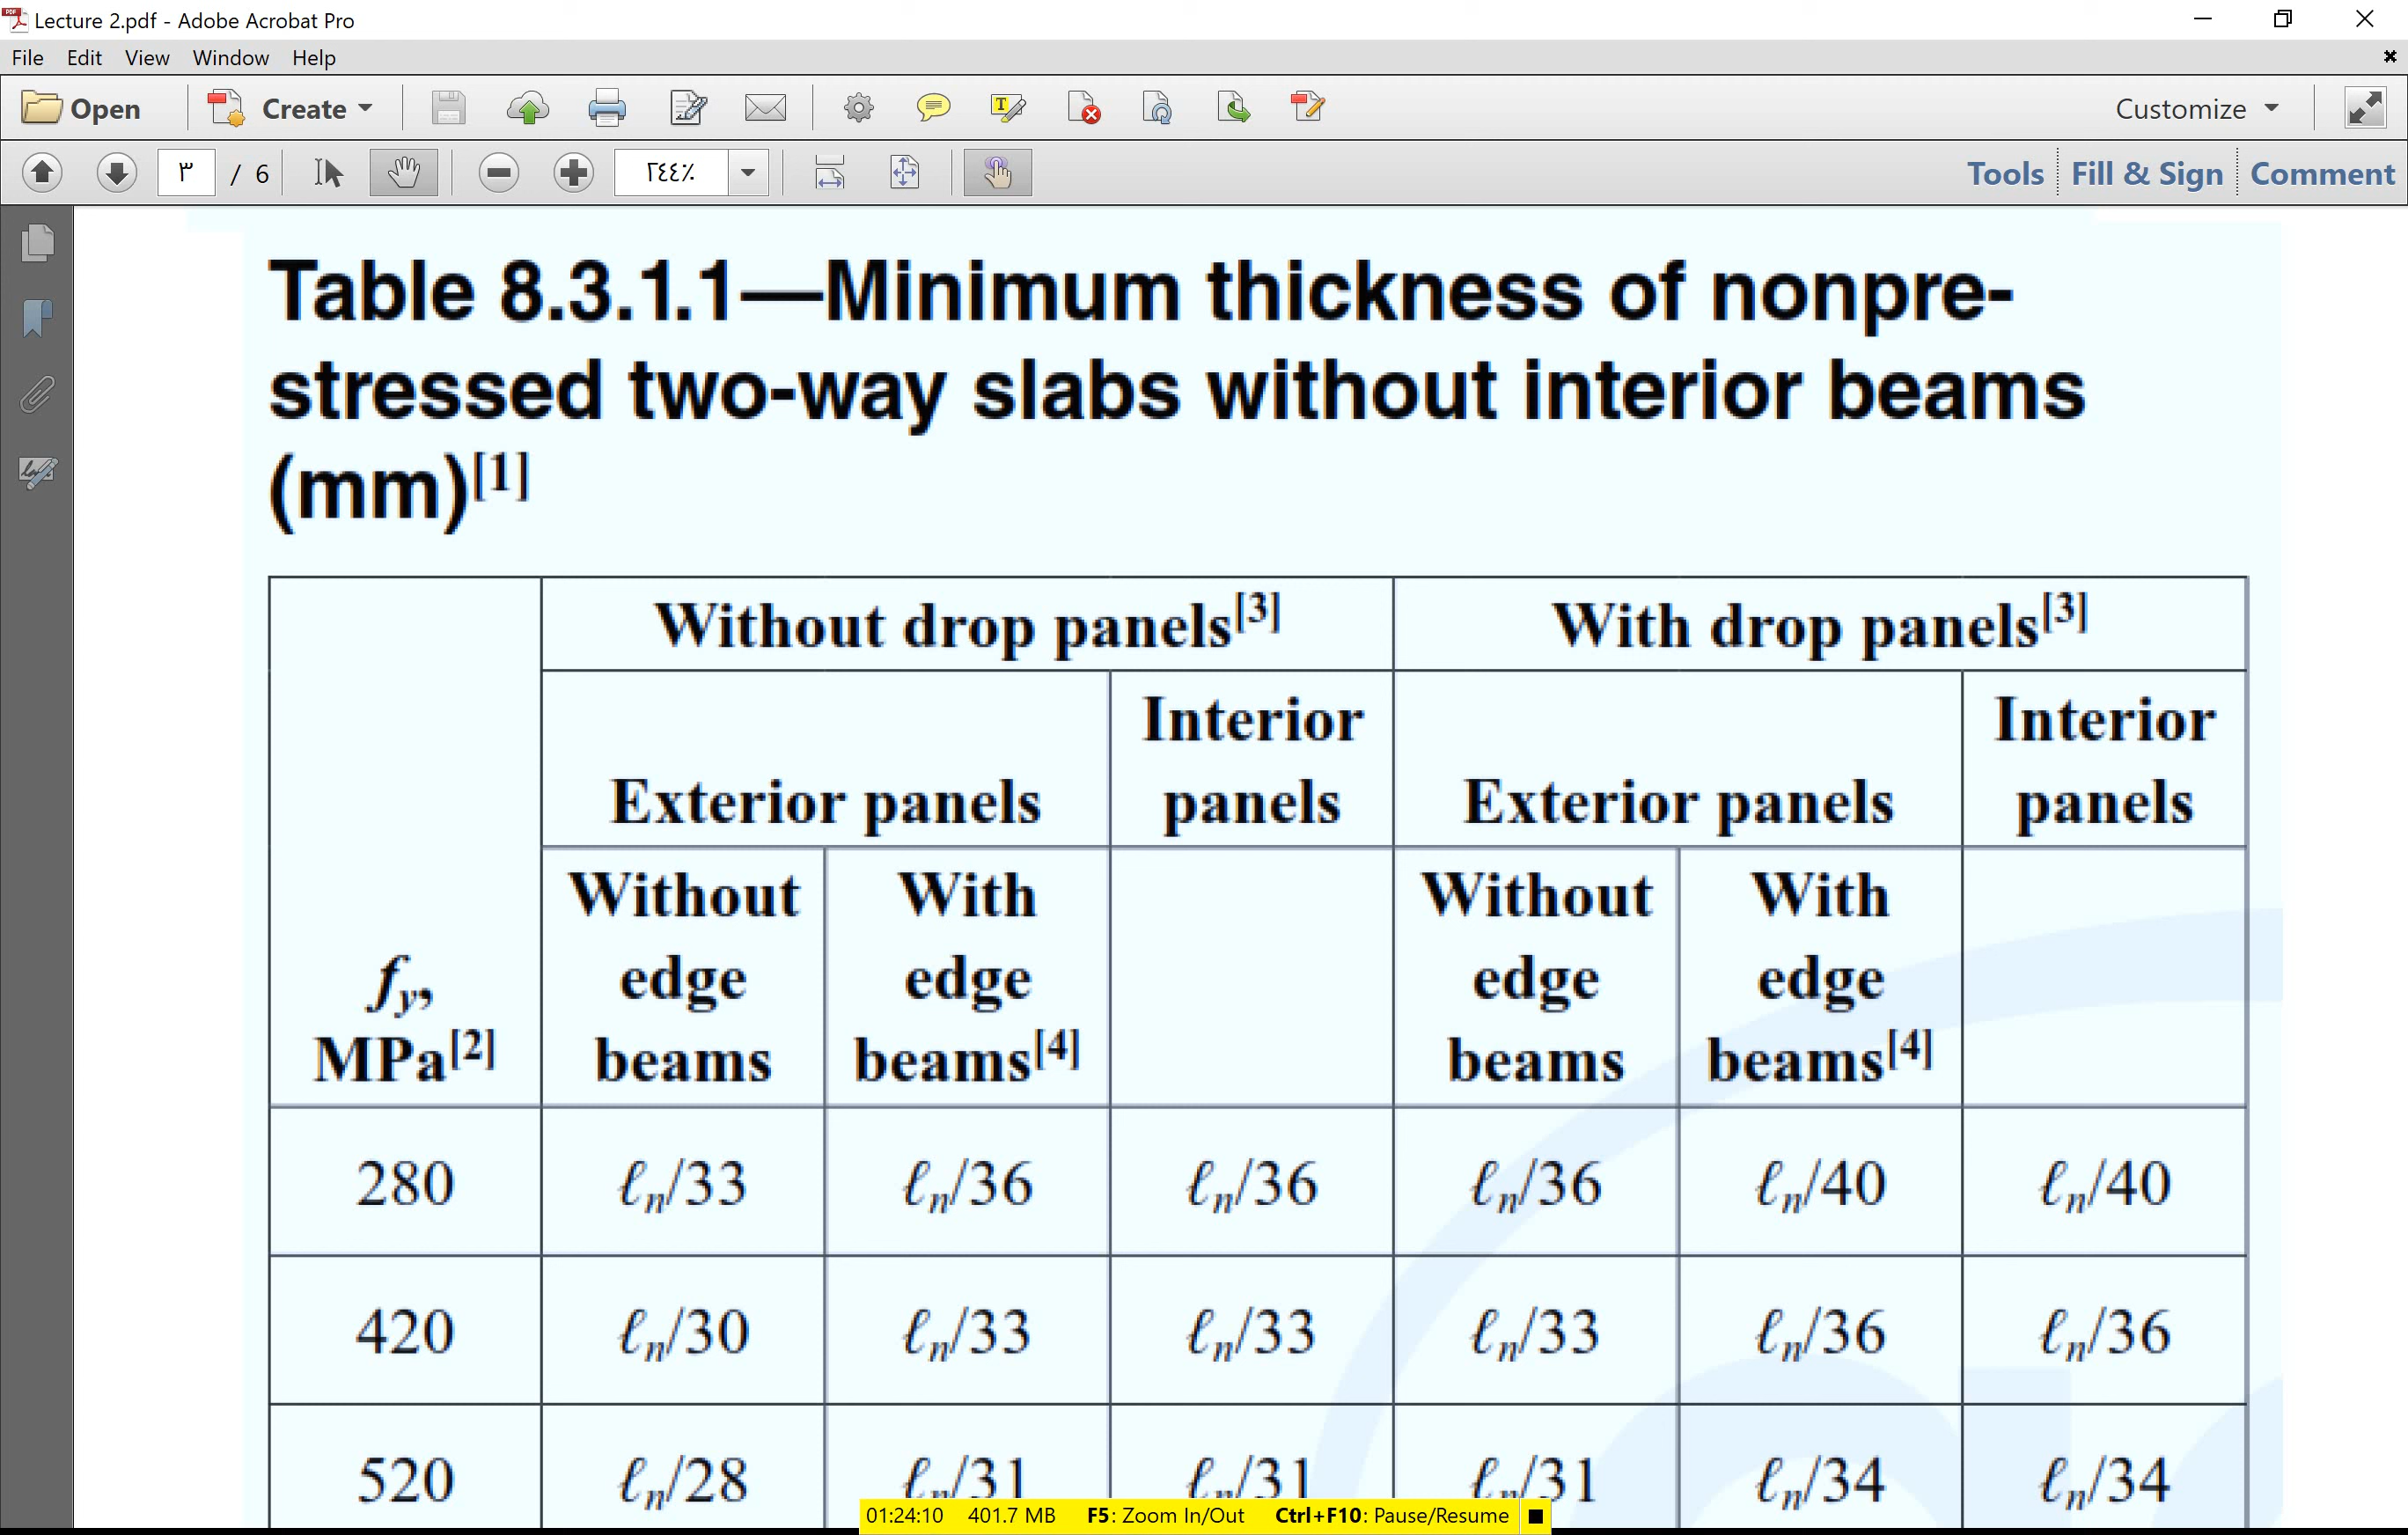 Lecture 2.pdf - Adobe Acrobat Pro
File Edit View Window Help
Open Create Customize
٣ / 6 ٢٤٤٪ Tools Fill & Sign Comment
Table 8.3.1.1—Minimum thickness of nonpre-
stressed two-way slabs without interior beams
(mm)[1]
Without drop panels[3] With drop panels[3]
Exterior panels Interior panels Exterior panels Interior panels
fy, MPa[2] Without edge beams With edge beams[4] Without edge beams With edge beams[4]
280 ℓn/33 ℓn/36 ℓn/36 ℓn/36 ℓn/40 ℓn/40
420 ℓn/30 ℓn/33 ℓn/33 ℓn/33 ℓn/36 ℓn/36
520 ℓn/28 ℓn/31 ℓn/31 ℓn/31 ℓn/34 ℓn/34
01:24:10 401.7 MB F5: Zoom In/Out Ctrl+F10: Pause/Resume